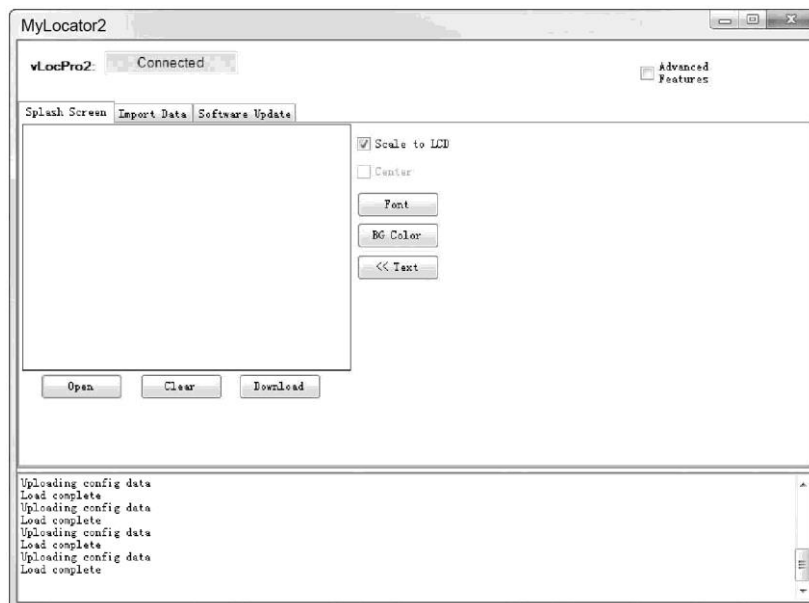 MyLocator2
vLocPro2: Connected
Advanced
Features
Splash Screen Import Data Software Update
Scale to LCD
Center
Font
BG Color
<< Text
Open Clear Download
Uploading config data
Load complete
Uploading config data
Load complete
Uploading config data
Load complete
Uploading config data
Load complete